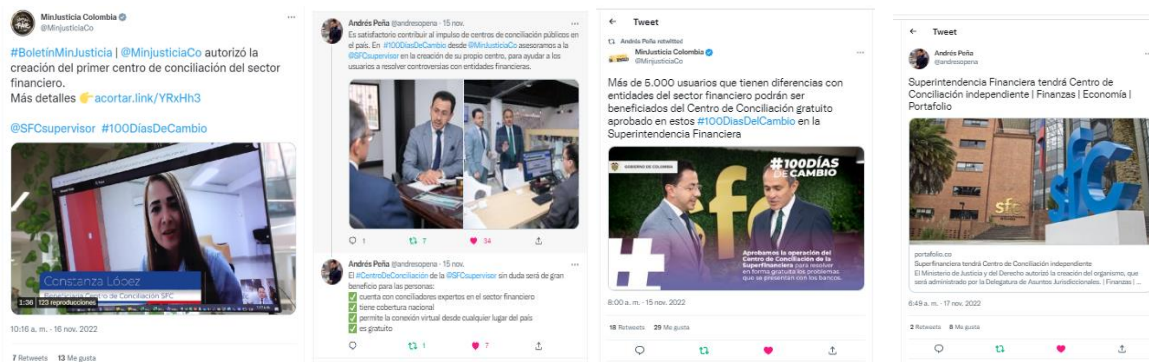 MinJusticia Colombia
@MinjusticiaCo
#BoletínMinJusticia | @MinjusticiaCo autorizó la
creación del primer centro de conciliación del sector
financiero.
Más detalles 👉acortar.link/YRxHh3
@SFCsupervisor #100DíasDeCambio
Constanza López
Centro de Conciliación SFC
1:36
123 reproducciones
10:16 a. m. · 16 nov. 2022
7 Retweets 13 Me gusta
Andrés Peña @andresopena · 15 nov.
Es satisfactorio contribuir al impulso de centros de conciliación públicos en
el país. En #100DíasDeCambio desde @MinJusticiaCo asesoramos a la
@SFCsupervisor en la creación de su propio centro, para ayudar a los
usuarios a resolver controversias con entidades financieras.
1 7 34
Andrés Peña @andresopena · 15 nov.
El #CentroDeConciliación de la @SFCsupervisor sin duda será de gran
beneficio para las personas:
✅ cuenta con conciliadores expertos en el sector financiero
✅ tiene cobertura nacional
✅ permite la conexión virtual desde cualquier lugar del país
✅ es gratuito
1 7
← Tweet
Andrés Peña retwitteó
MinJusticia Colombia
@MinjusticiaCo
Más de 5.000 usuarios que tienen diferencias con
entidades del sector financiero podrán ser
beneficiados del Centro de Conciliación gratuito
aprobado en estos #100DiasDelCambio en la
Superintendencia Financiera
GOBIERNO DE COLOMBIA
#100DÍAS
DE CAMBIO
sf
#
Aprobamos la operación del
Centro de Conciliación de la
Superfinanciera para resolver
en forma gratuita los problemas
que se presentan con los bancos.
8:00 a. m. · 15 nov. 2022
18 Retweets 29 Me gusta
← Tweet
Andrés Peña
@andresopena
Superintendencia Financiera tendrá Centro de
Conciliación independiente | Finanzas | Economía |
Portafolio
sfc
sfc
portafolio.co
Superfinanciera tendrá Centro de Conciliación independiente
El Ministerio de Justicia y del Derecho autorizó la creación del organismo, que
será administrado por la Delegatura de Asuntos Jurisdiccionales. | Finanzas | ...
6:49 a. m. · 17 nov. 2022
2 Retweets 8 Me gusta